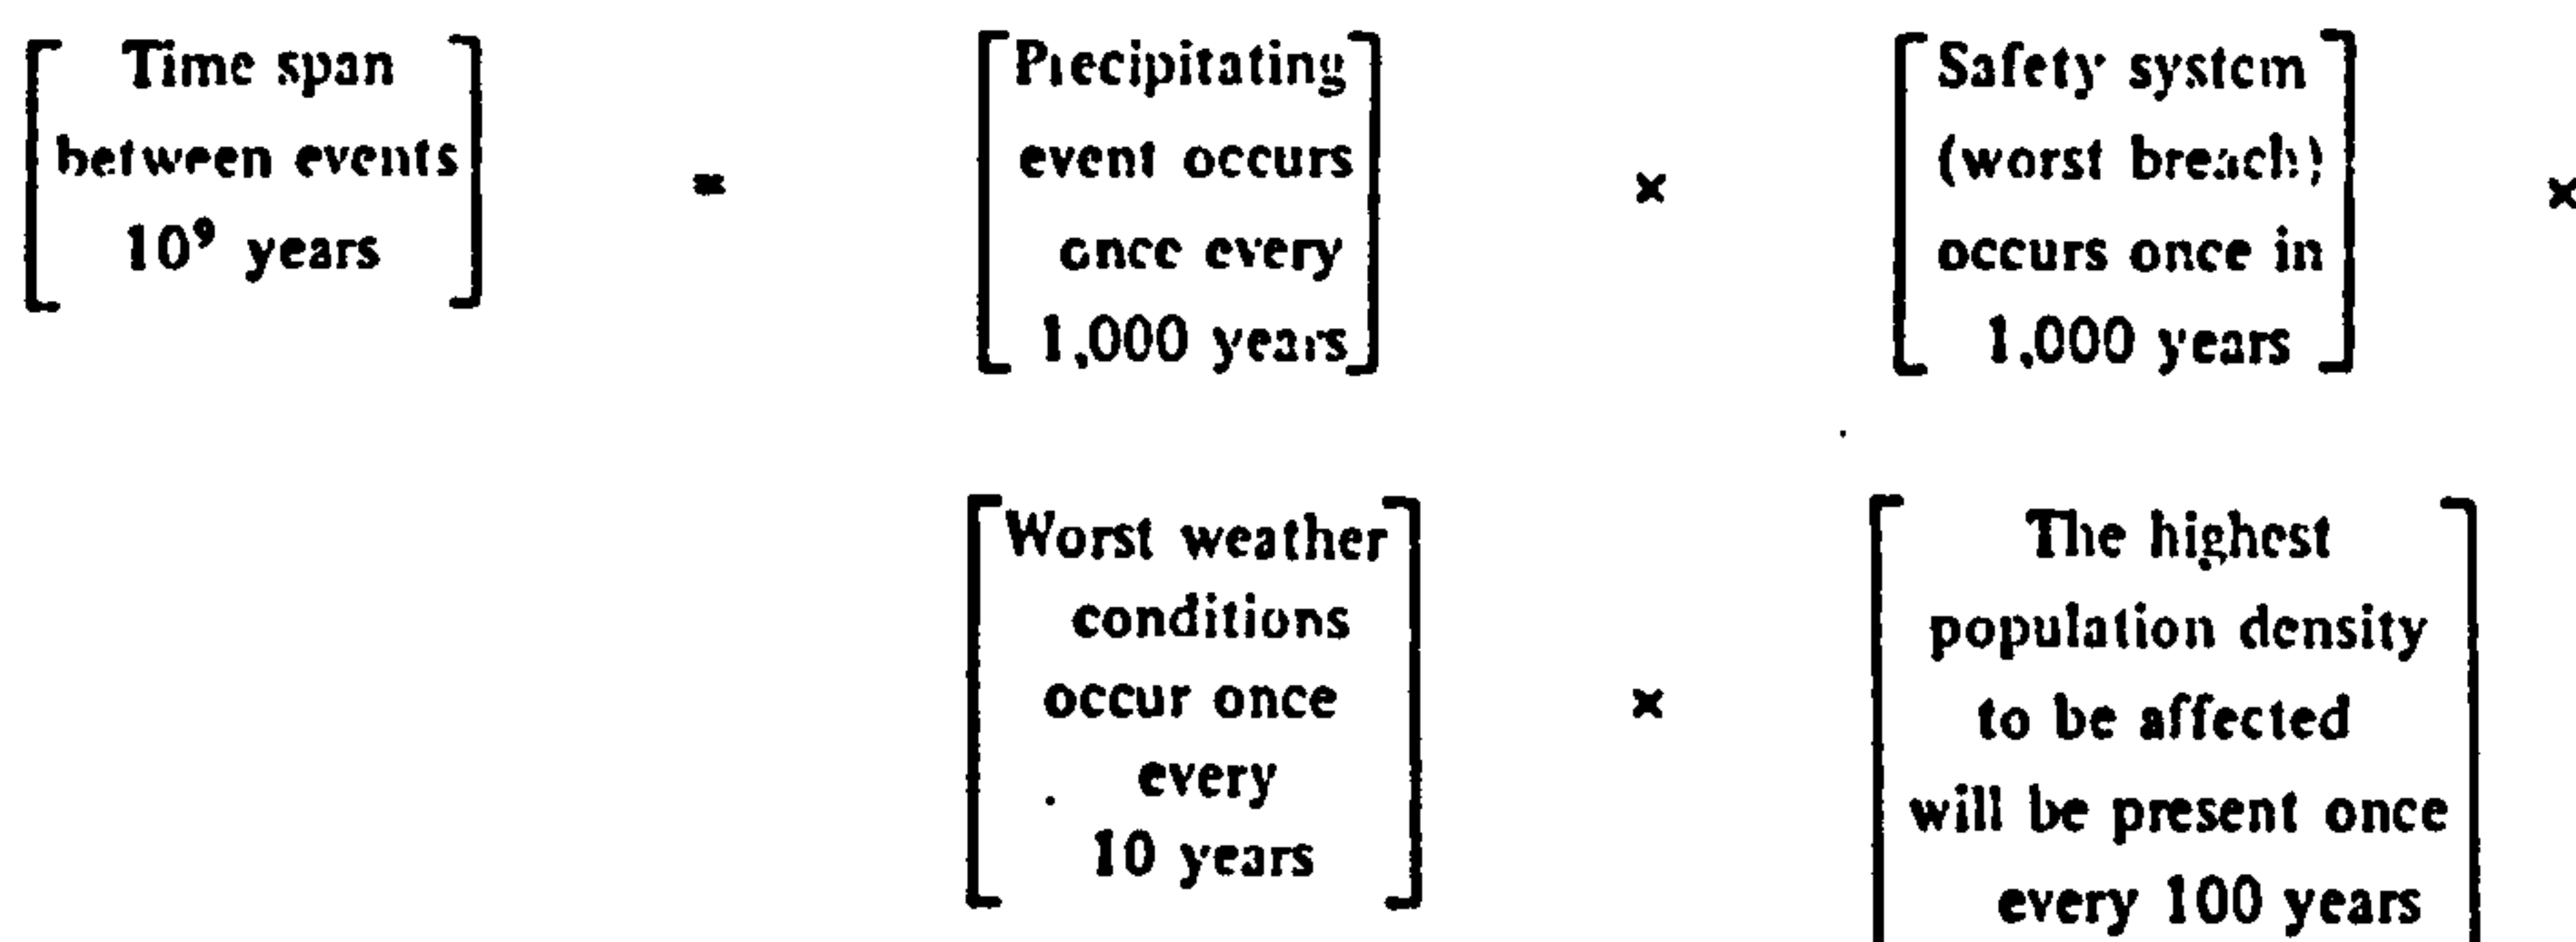 Time span
between events
10⁹ years
=
Precipitating
event occurs
once every
1,000 years
×
Safety system
(worst breach)
occurs once in
1,000 years
×
Worst weather
conditions
occur once
every
10 years
×
The highest
population density
to be affected
will be present once
every 100 years